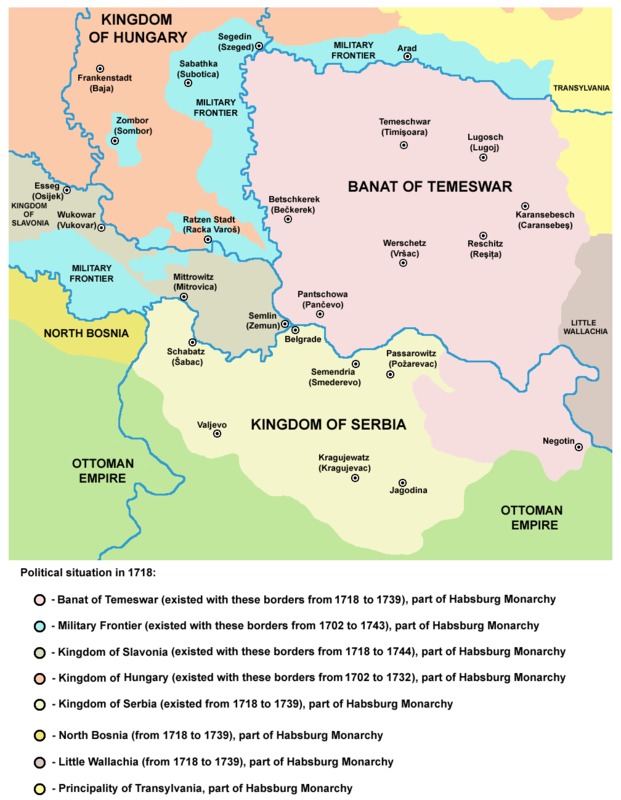 KINGDOM
OF HUNGARY
Segedin
(Szeged)
MILITARY
FRONTIER
Arad
Frankenstadt
(Baja)
Sabathka
(Subotica)
TRANSYLVANIA
MILITARY
FRONTIER
Zombor
(Sombor)
Temeschwar
(Timişoara)
Lugosch
(Lugoj)
BANAT OF TEMESWAR
Esseg
(Osijek)
KINGDOM
OF
SLAVONIA
Wukowar
(Vukovar)
Betschkerek
(Bečkerek)
Karansebesch
(Caransebeş)
Ratzen Stadt
(Racka Varoš)
Werschetz
(Vršac)
Reschitz
(Reşiţa)
MILITARY
FRONTIER
Mittrowitz
(Mitrovica)
Pantschowa
(Pančevo)
Semlin
(Zemun)
Belgrade
LITTLE
WALLACHIA
NORTH BOSNIA
Schabatz
(Šabac)
Passarowitz
(Požarevac)
Semendria
(Smederevo)
Valjevo
KINGDOM OF SERBIA
Negotin
Kragujewatz
(Kragujevac)
Jagodina
OTTOMAN
EMPIRE
OTTOMAN
EMPIRE
Political situation in 1718:
- Banat of Temeswar (existed with these borders from 1718 to 1739), part of Habsburg Monarchy
- Military Frontier (existed with these borders from 1702 to 1743), part of Habsburg Monarchy
- Kingdom of Slavonia (existed with these borders from 1718 to 1744), part of Habsburg Monarchy
- Kingdom of Hungary (existed with these borders from 1702 to 1732), part of Habsburg Monarchy
- Kingdom of Serbia (existed from 1718 to 1739), part of Habsburg Monarchy
- North Bosnia (from 1718 to 1739), part of Habsburg Monarchy
- Little Wallachia (from 1718 to 1739), part of Habsburg Monarchy
- Principality of Transylvania, part of Habsburg Monarchy